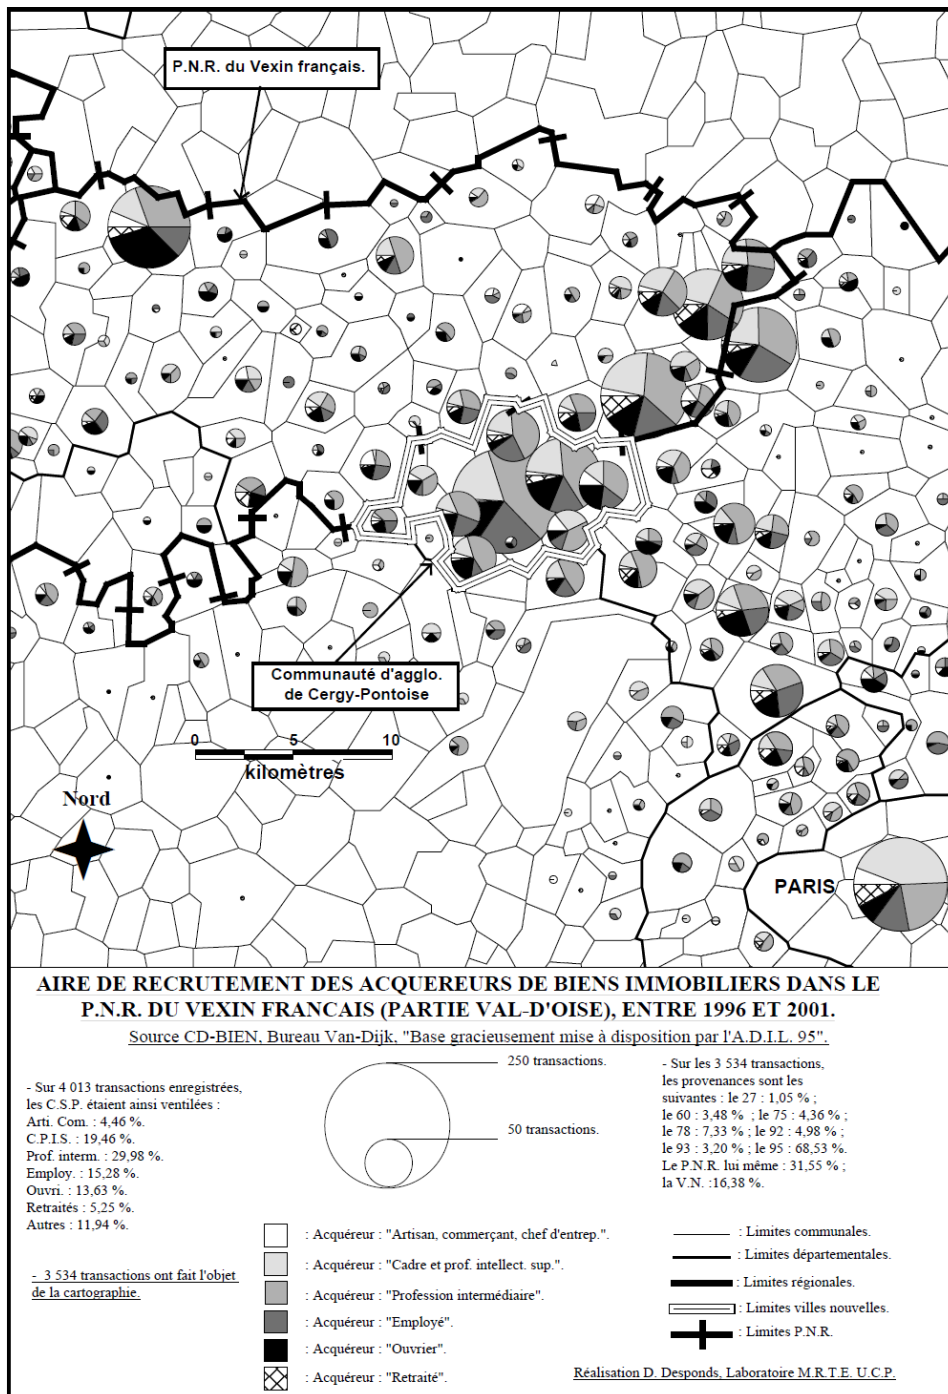 P.N.R. du Vexin français.
Communauté d'agglo.
de Cergy-Pontoise
0 5 10
kilomètres
Nord
PARIS
AIRE DE RECRUTEMENT DES ACQUEREURS DE BIENS IMMOBILIERS DANS LE
P.N.R. DU VEXIN FRANCAIS (PARTIE VAL-D'OISE), ENTRE 1996 ET 2001.
Source CD-BIEN, Bureau Van-Dijk, "Base gracieusement mise à disposition par l'A.D.I.L. 95".
- Sur 4 013 transactions enregistrées,
les C.S.P. étaient ainsi ventilées :
Arti. Com. : 4,46 %.
C.P.I.S. : 19,46 %.
Prof. interm. : 29,98 %.
Employ. : 15,28 %.
Ouvri. : 13,63 %.
Retraités : 5,25 %.
Autres : 11,94 %.
- 3 534 transactions ont fait l'objet
de la cartographie.
250 transactions.
50 transactions.
- Sur les 3 534 transactions,
les provenances sont les
suivantes : le 27 : 1,05 % ;
le 60 : 3,48 % ; le 75 : 4,36 % ;
le 78 : 7,33 % ; le 92 : 4,98 % ;
le 93 : 3,20 % ; le 95 : 68,53 %.
Le P.N.R. lui même : 31,55 % ;
la V.N. :16,38 %.
: Acquéreur : "Artisan, commerçant, chef d'entrep.".
: Acquéreur : "Cadre et prof. intellect. sup.".
: Acquéreur : "Profession intermédiaire".
: Acquéreur : "Employé".
: Acquéreur : "Ouvrier".
: Acquéreur : "Retraité".
: Limites communales.
: Limites départementales.
: Limites régionales.
: Limites villes nouvelles.
: Limites P.N.R.
Réalisation D. Desponds, Laboratoire M.R.T.E. U.C.P.